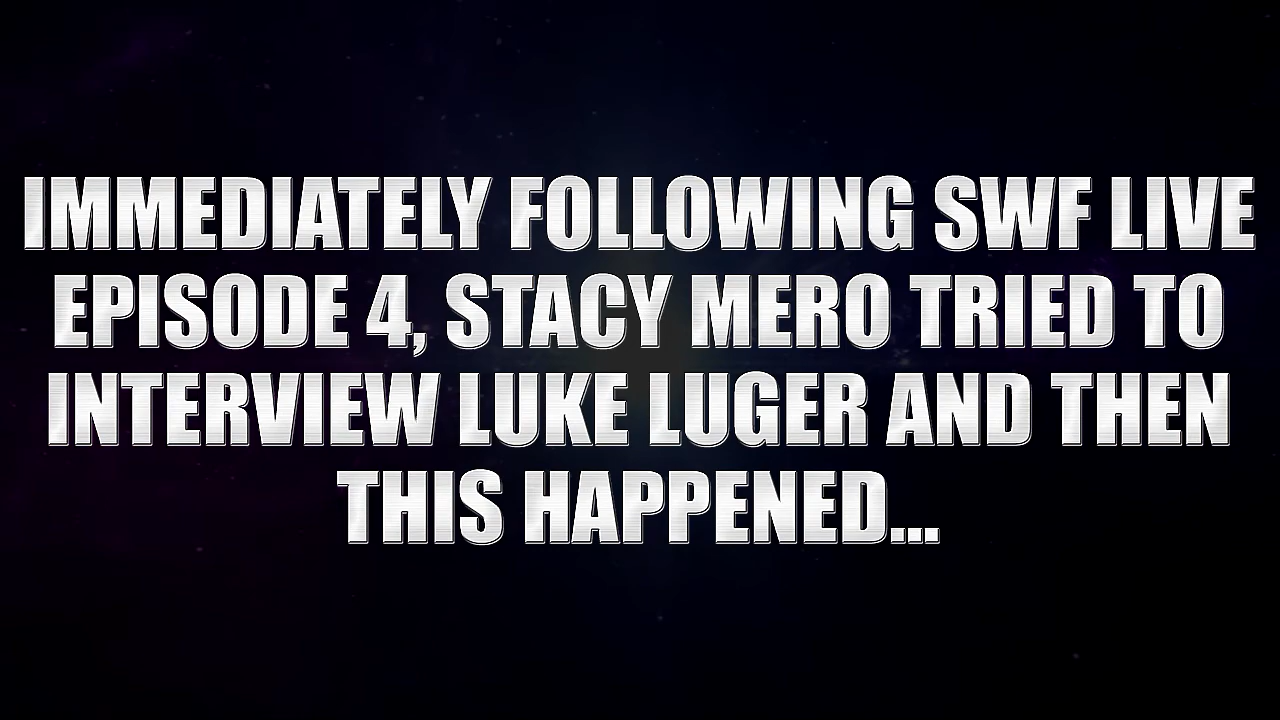 IMMEDIATELY FOLLOWING SWF LIVE
EPISODE 4, STACY MERO TRIED TO
INTERVIEW LUKE LUGER AND THEN
THIS HAPPENED...